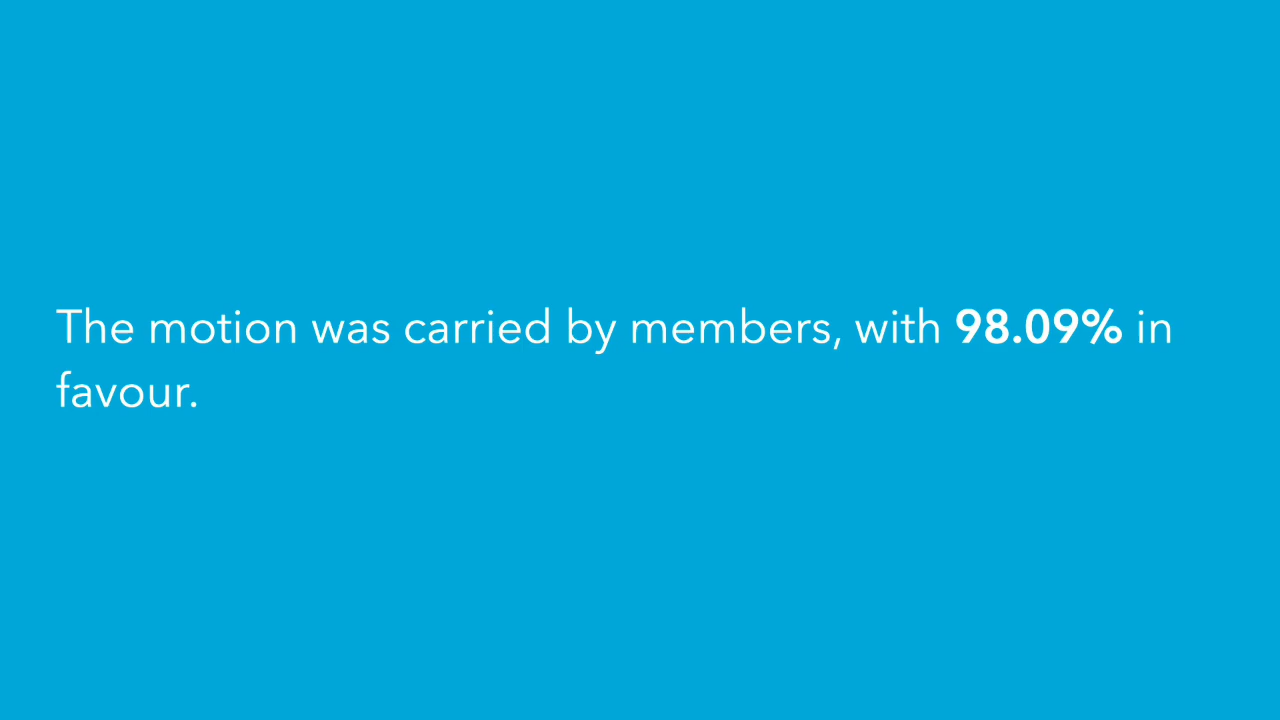 The motion was carried by members, with 98.09% in
favour.